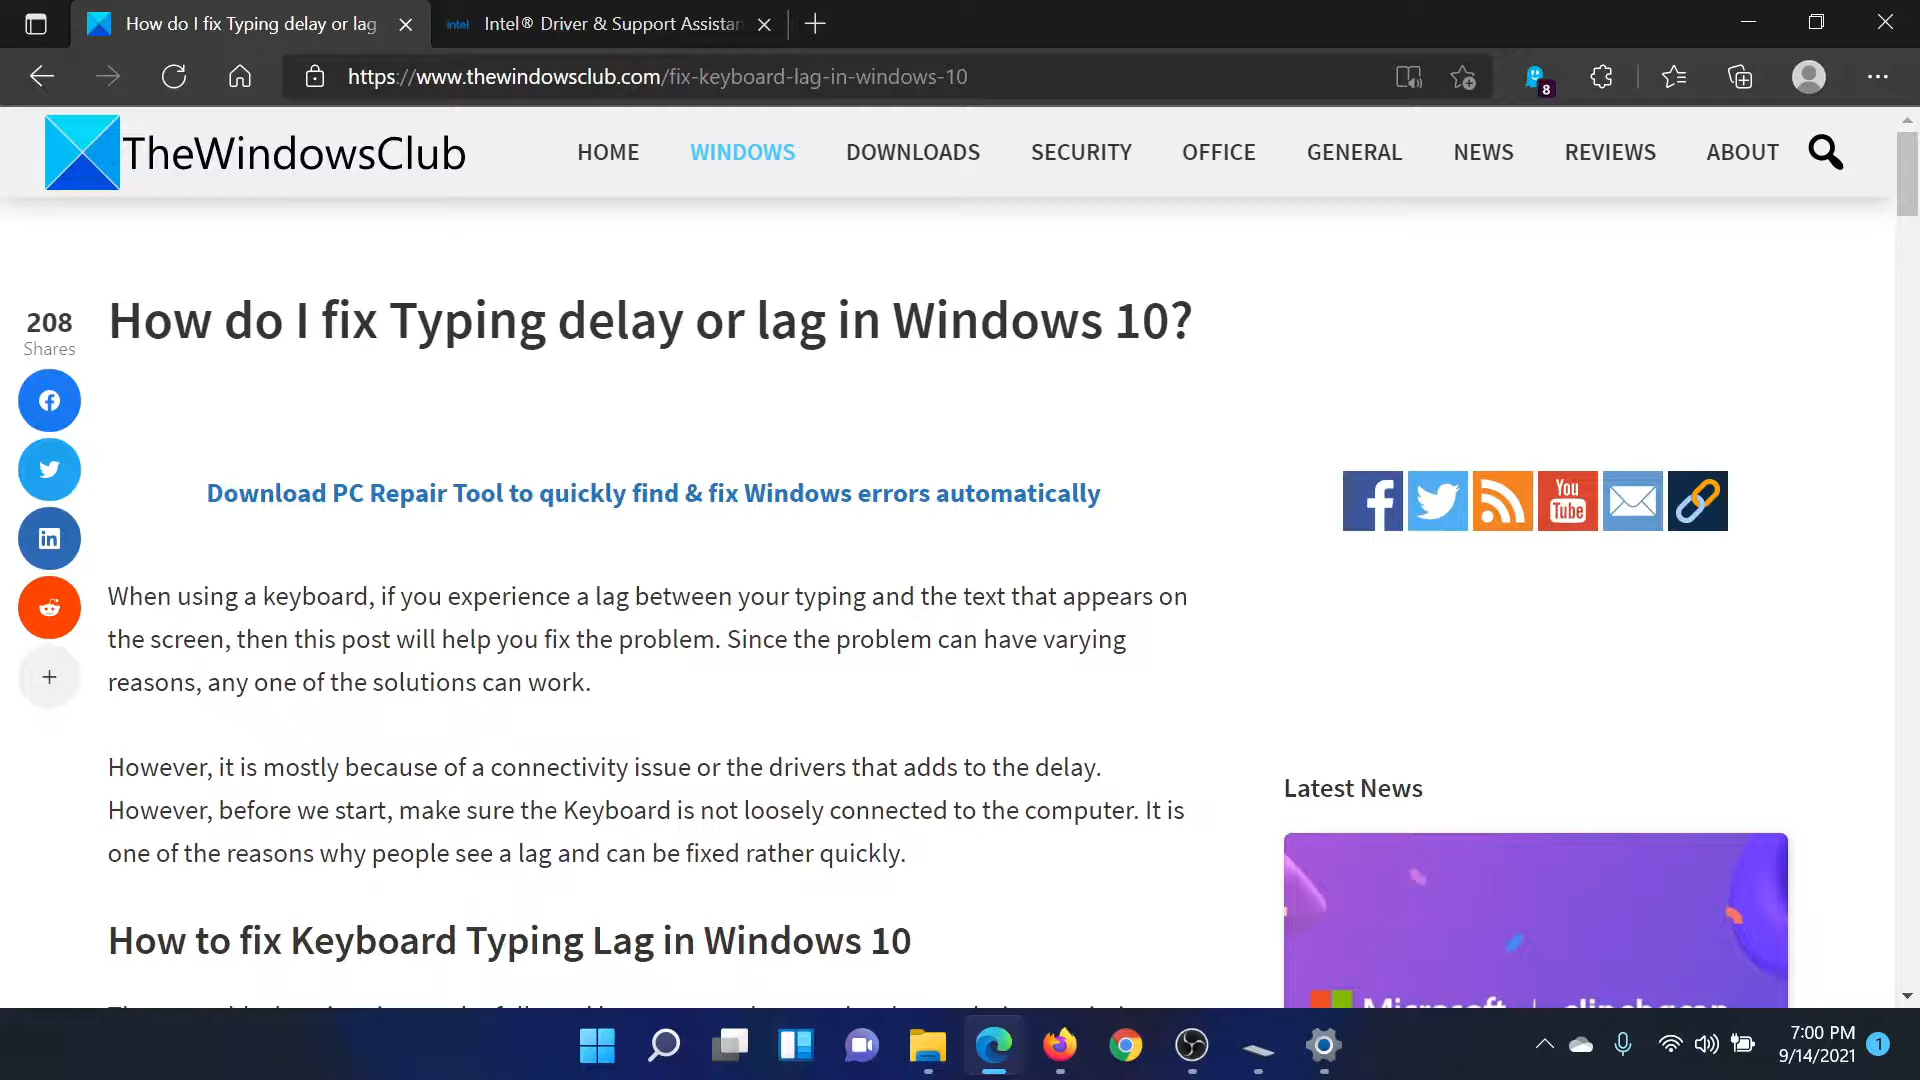 How do I fix Typing delay or lag
intel Intel® Driver & Support Assistan
https://www.thewindowsclub.com/fix-keyboard-lag-in-windows-10
8
TheWindowsClub
HOME WINDOWS DOWNLOADS SECURITY OFFICE GENERAL NEWS REVIEWS ABOUT
208
Shares
How do I fix Typing delay or lag in Windows 10?
Download PC Repair Tool to quickly find & fix Windows errors automatically
You
Tube
When using a keyboard, if you experience a lag between your typing and the text that appears on
the screen, then this post will help you fix the problem. Since the problem can have varying
reasons, any one of the solutions can work.
However, it is mostly because of a connectivity issue or the drivers that adds to the delay.
However, before we start, make sure the Keyboard is not loosely connected to the computer. It is
one of the reasons why people see a lag and can be fixed rather quickly.
Latest News
How to fix Keyboard Typing Lag in Windows 10
Microsoft | clipchamp
7:00 PM
9/14/2021
1